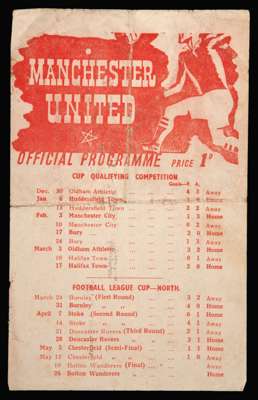 MANCHESTER
UNITED
OFFICIAL PROGRAMME PRICE 1D
CUP QUALIFYING COMPETITION
Goals—F. A.
Dec. 30 Oldham Athletic Away
Jan 6 Huddersfield Town Home
13 Huddersfield Town Away
Feb. 3 Manchester City 1 3 Home
10 Manchester City Away
17 Bury 2 0 Home
24 Bury 1 3 Away
March 3 Oldham Athletic 3 2 Home
10 Halifax Town 0 1 Away
17 Halifax Town 2 0 Home
FOOTBALL LEAGUE CUP—NORTH.
March 24 Burnley (First Round) 3 2 Away
31 Burnley " " 4 0 Home
April 7 Stoke (Second Round) 6 1 Home
14 Stoke " " 4 1 Away
21 Doncaster Rovers (Third Round) 2 1 Away
28 Doncaster Rovers " " 3 1 Home
May 5 Chesterfield (Semi-Final) 1 1 Home
May 12 Chesterfield " " 1 0 Away
19 Bolton Wanderers (Final) Away
26 Bolton Wanderers " Home